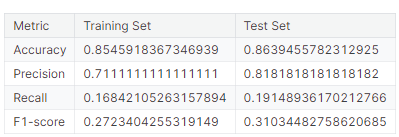 Metric Training Set Test Set
Accuracy 0.8545918367346939 0.8639455782312925
Precision 0.7111111111111111 0.8181818181818182
Recall 0.16842105263157894 0.19148936170212766
F1-score 0.2723404255319149 0.31034482758620685